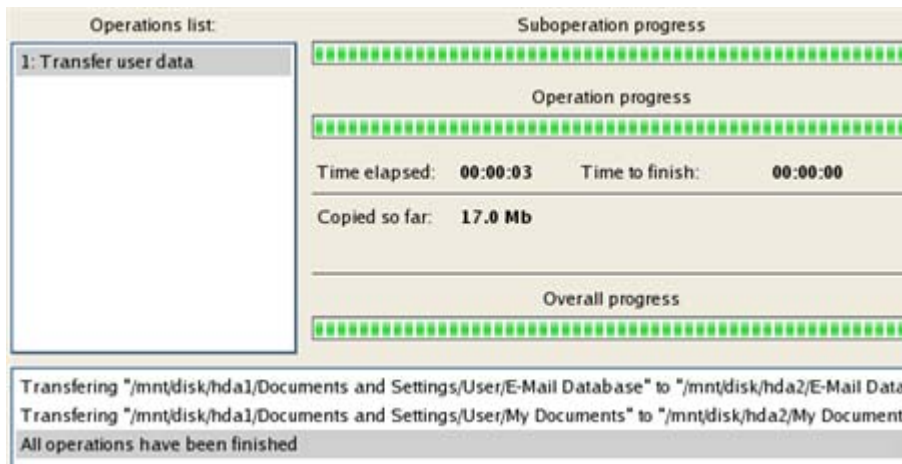 Operations list:
Suboperation progress
1: Transfer user data
Operation progress
Time elapsed: 00:00:03 Time to finish: 00:00:00
Copied so far: 17.0 Mb
Overall progress
Transfering "/mnt/disk/hda1/Documents and Settings/User/E-Mail Database" to "/mnt/disk/hda2/E-Mail Data
Transfering "/mnt/disk/hda1/Documents and Settings/User/My Documents" to "/mnt/disk/hda2/My Document
All operations have been finished